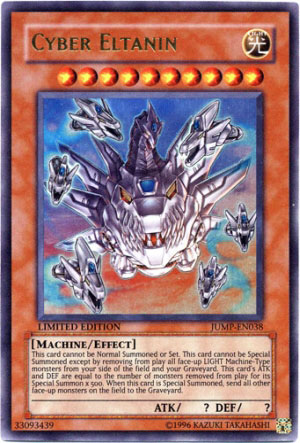 CYBER ELTANIN
光
LIMITED EDITION JUMP-EN038
[MACHINE/EFFECT]
This card cannot be Normal Summoned or Set. This card cannot be Special
Summoned except by removing from play all face-up LIGHT Machine-Type
monsters from your side of the field and your Graveyard. This card's ATK
and DEF are equal to the number of monsters removed from play for its
Special Summon x 500. When this card is Special Summoned, send all other
face-up monsters on the field to the Graveyard.
ATK/ ? DEF/ ?
33093439 ©1996 KAZUKI TAKAHASHI